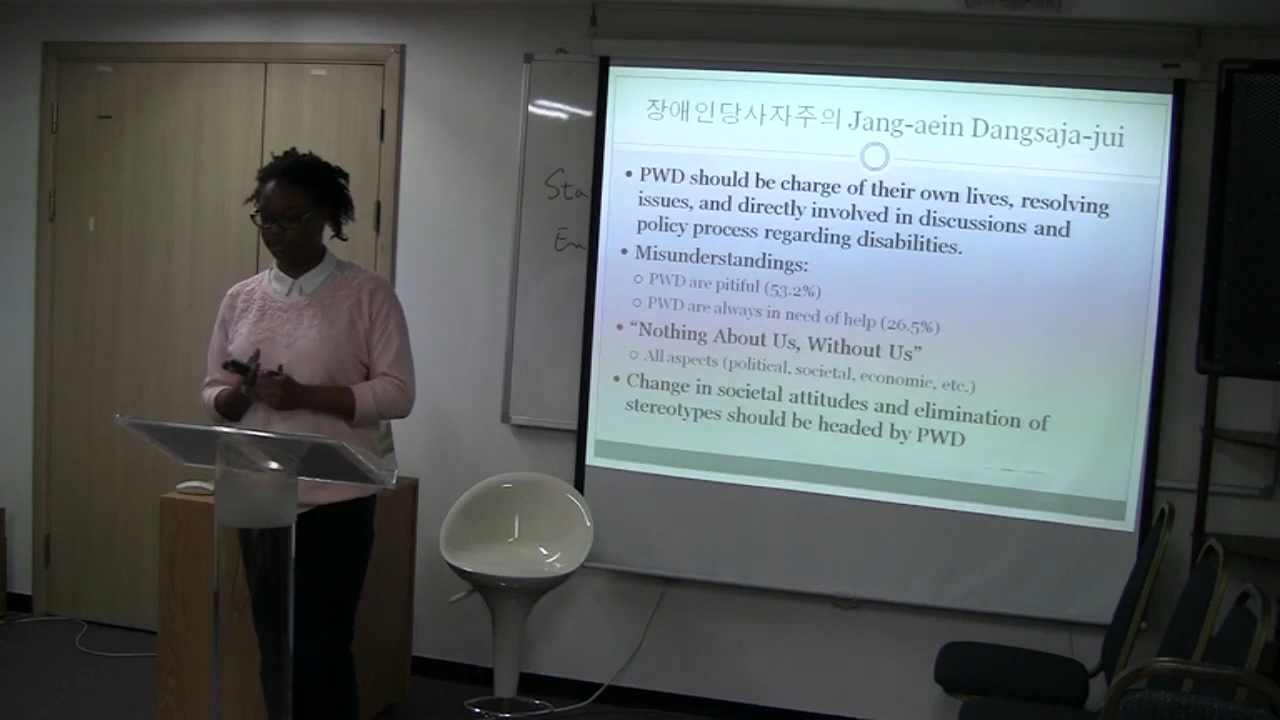 장애인당사자주의 Jang-aein Dangsaja-jui
• PWD should be charge of their own lives, resolving
issues, and directly involved in discussions and
policy process regarding disabilities.
• Misunderstandings:
○ PWD are pitiful (53.2%)
○ PWD are always in need of help (26.5%)
• “Nothing About Us, Without Us”
○ All aspects (political, societal, economic, etc.)
• Change in societal attitudes and elimination of
stereotypes should be headed by PWD